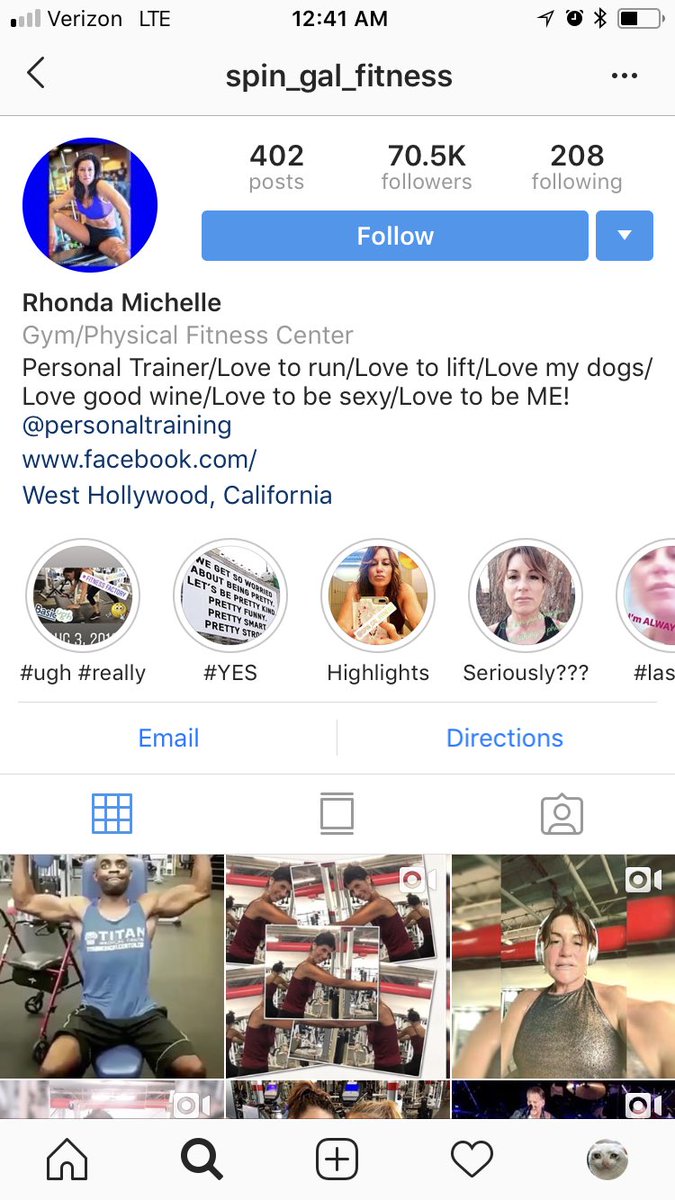 Verizon LTE 12:41 AM
spin_gal_fitness
402 70.5K 208
posts followers following
Follow
Rhonda Michelle
Gym/Physical Fitness Center
Personal Trainer/Love to run/Love to lift/Love my dogs/
Love good wine/Love to be sexy/Love to be ME!
@personaltraining
www.facebook.com/
West Hollywood, California
#FITNESS FACTORY
Basic
UG 3, 201
WE GET SO WORRIED
ABOUT BEING PRETTY.
LET'S BE PRETTY KIND
PRETTY FUNNY
PRETTY SMART
PRETTY STRO
I'm ALWAY
#ugh #really #YES Highlights Seriously??? #las
Email Directions
TITAN